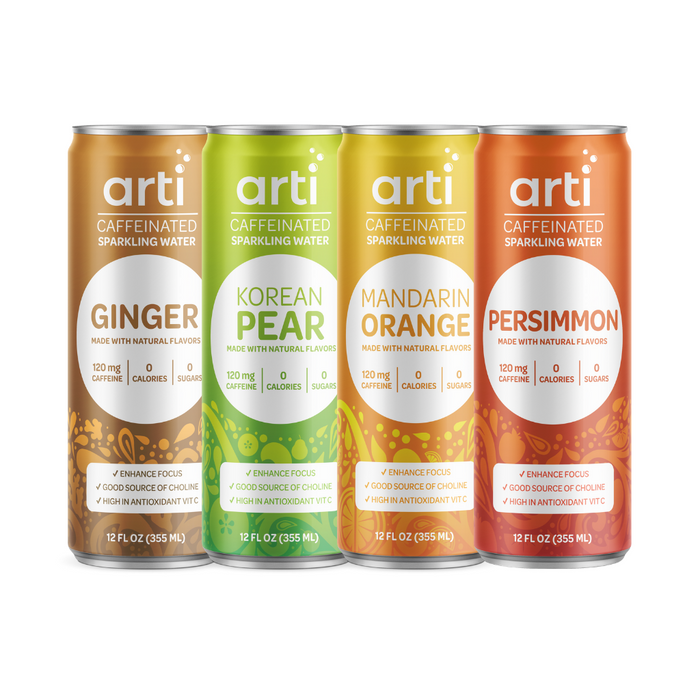 arti
CAFFEINATED
SPARKLING WATER
GINGER
MADE WITH NATURAL FLAVORS
120 mg CAFFEINE
0 CALORIES
0 SUGARS
✓ ENHANCE FOCUS
✓ GOOD SOURCE OF CHOLINE
✓ HIGH IN ANTIOXIDANT VIT C
12 FL OZ (355 ML)
arti
CAFFEINATED
SPARKLING WATER
KOREAN
PEAR
MADE WITH NATURAL FLAVORS
120 mg CAFFEINE
0 CALORIES
0 SUGARS
✓ ENHANCE FOCUS
✓ GOOD SOURCE OF CHOLINE
✓ HIGH IN ANTIOXIDANT VIT C
12 FL OZ (355 ML)
arti
CAFFEINATED
SPARKLING WATER
MANDARIN
ORANGE
MADE WITH NATURAL FLAVORS
120 mg CAFFEINE
0 CALORIES
0 SUGARS
✓ ENHANCE FOCUS
✓ GOOD SOURCE OF CHOLINE
✓ HIGH IN ANTIOXIDANT VIT C
12 FL OZ (355 ML)
arti
CAFFEINATED
SPARKLING WATER
PERSIMMON
MADE WITH NATURAL FLAVORS
120 mg CAFFEINE
0 CALORIES
0 SUGARS
✓ ENHANCE FOCUS
✓ GOOD SOURCE OF CHOLINE
✓ HIGH IN ANTIOXIDANT VIT C
12 FL OZ (355 ML)